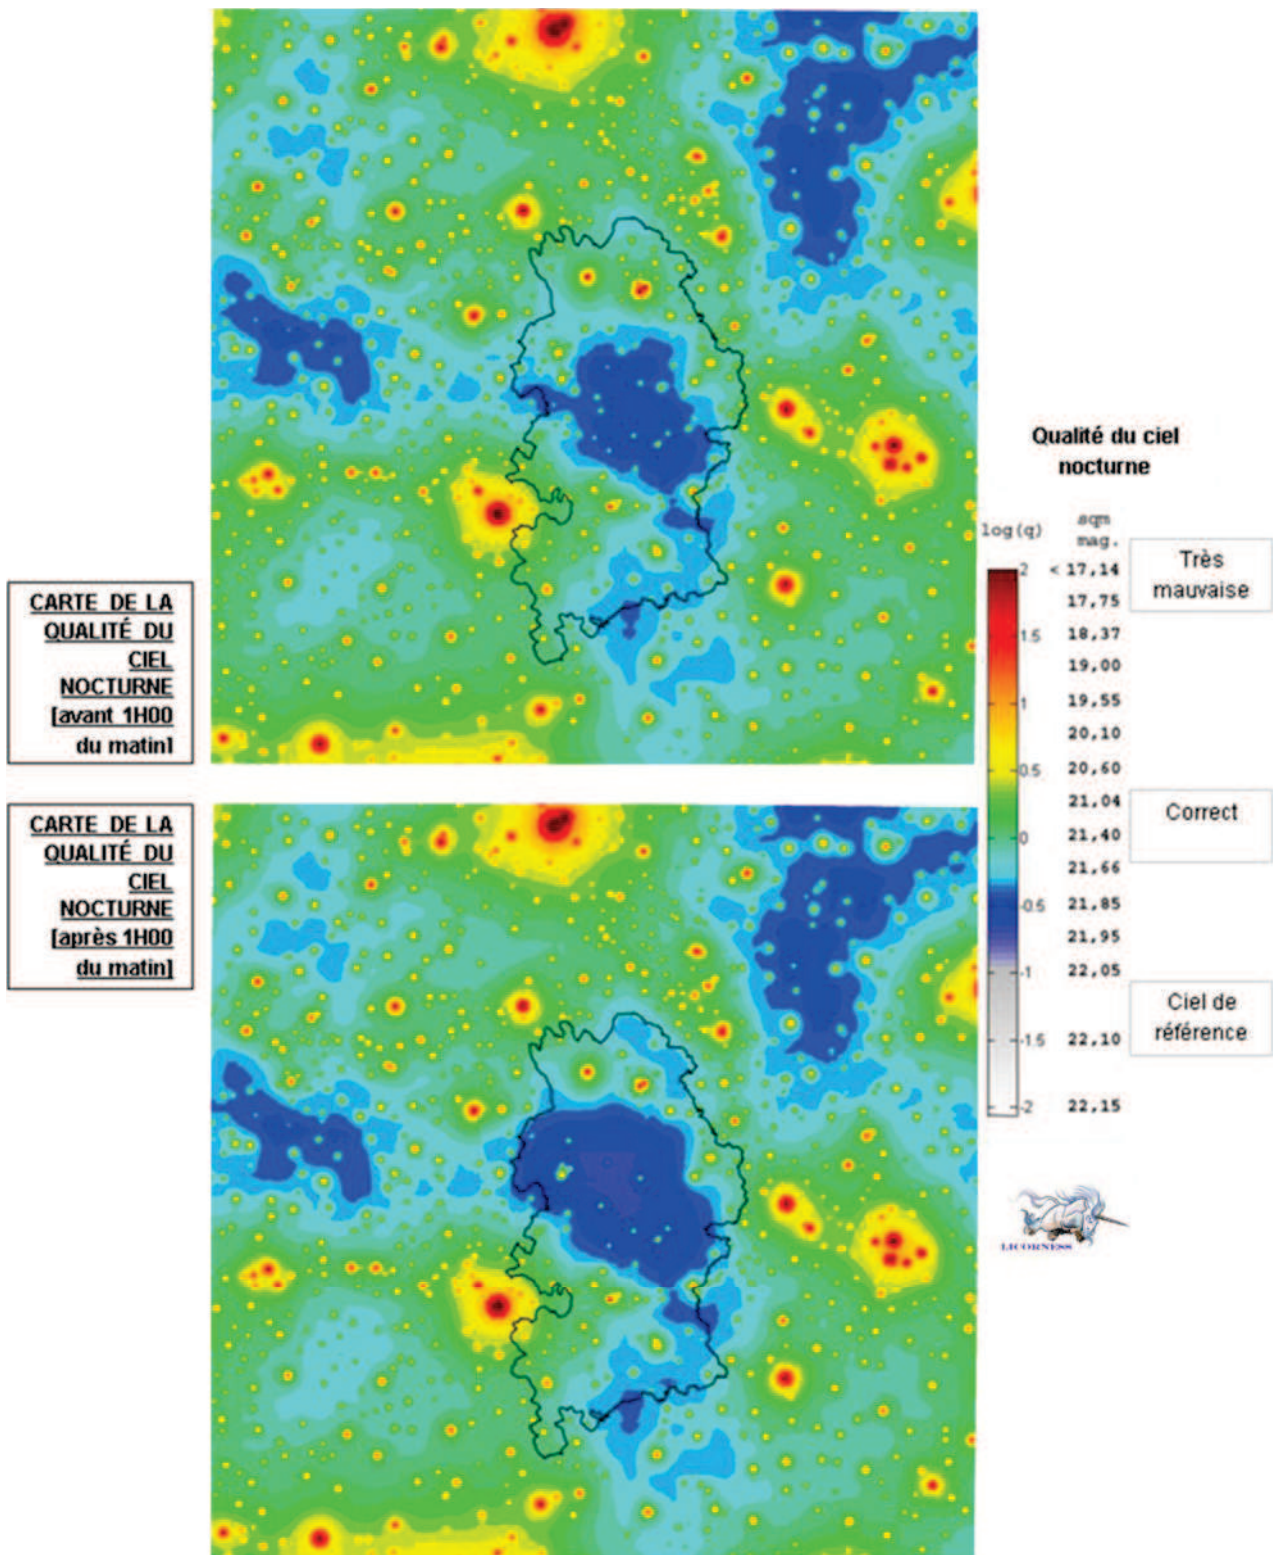 Qualité du ciel
nocturne
log(q)
sqm
mag.
2
1.5
1
0.5
0
-0.5
-1
-1.5
-2
< 17,14
17,75
18,37
19,00
19,55
20,10
20,60
21,04
21,40
21,66
21,85
21,95
22,05
22,10
22,15
Très
mauvaise
Correct
Ciel de
référence
CARTE DE LA
QUALITÉ DU
CIEL
NOCTURNE
[avant 1H00
du matin]
CARTE DE LA
QUALITÉ DU
CIEL
NOCTURNE
[après 1H00
du matin]
LICORNESS